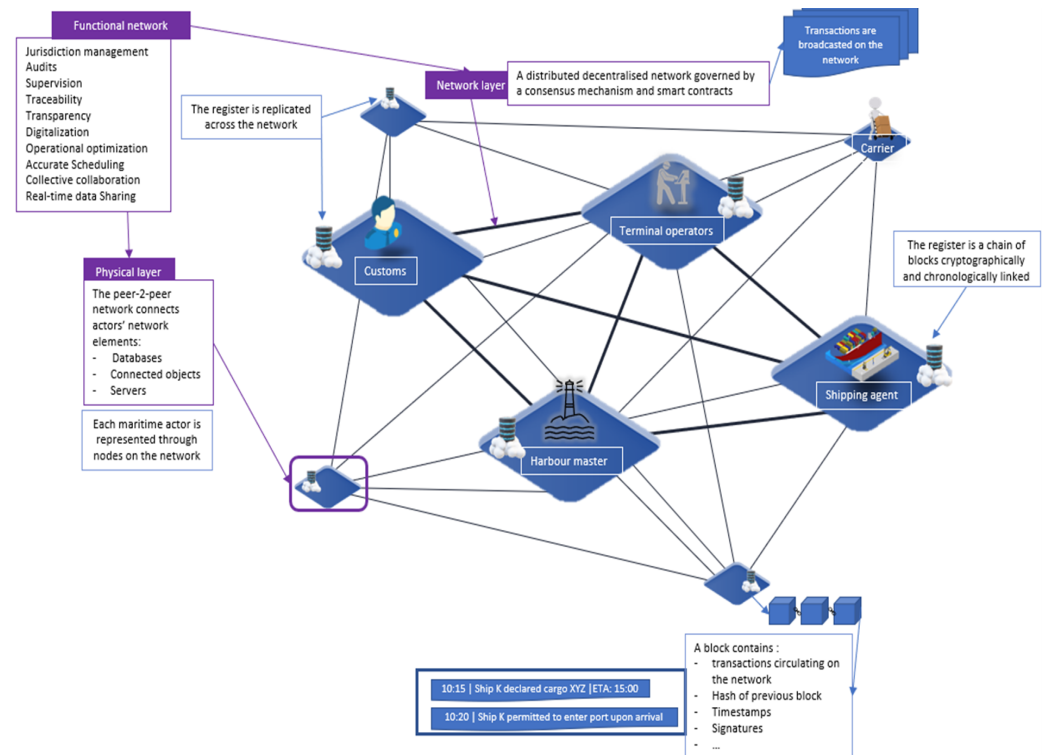 Functional network
Jurisdiction management
Audits
Supervision
Traceability
Transparency
Digitalization
Operational optimization
Accurate Scheduling
Collective collaboration
Real-time data Sharing
Transactions are
broadcasted on the
network
Network layer
A distributed decentralised network governed by
a consensus mechanism and smart contracts
The register is replicated
across the network
Carrier
Terminal operators
Customs
The register is a chain of
blocks cryptographically
and chronologically linked
Physical layer
The peer-2-peer
network connects
actors’ network
elements:
- Databases
- Connected objects
- Servers
Each maritime actor is
represented through
nodes on the network
Shipping agent
Harbour master
A block contains :
- transactions circulating on
the network
- Hash of previous block
- Timestamps
- Signatures
- ...
10:15 | Ship K declared cargo XYZ |ETA: 15:00
10:20 | Ship K permitted to enter port upon arrival